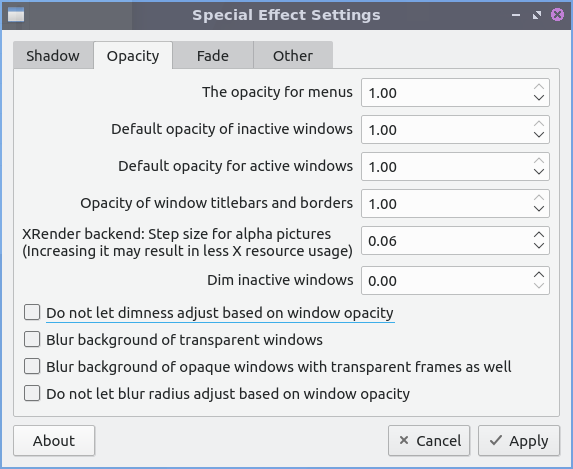 Special Effect Settings
Shadow
Opacity
Fade
Other
The opacity for menus
1.00
Default opacity of inactive windows
1.00
Default opacity for active windows
1.00
Opacity of window titlebars and borders
1.00
XRender backend: Step size for alpha pictures
(Increasing it may result in less X resource usage)
0.06
Dim inactive windows
0.00
Do not let dimness adjust based on window opacity
Blur background of transparent windows
Blur background of opaque windows with transparent frames as well
Do not let blur radius adjust based on window opacity
About
Cancel
Apply